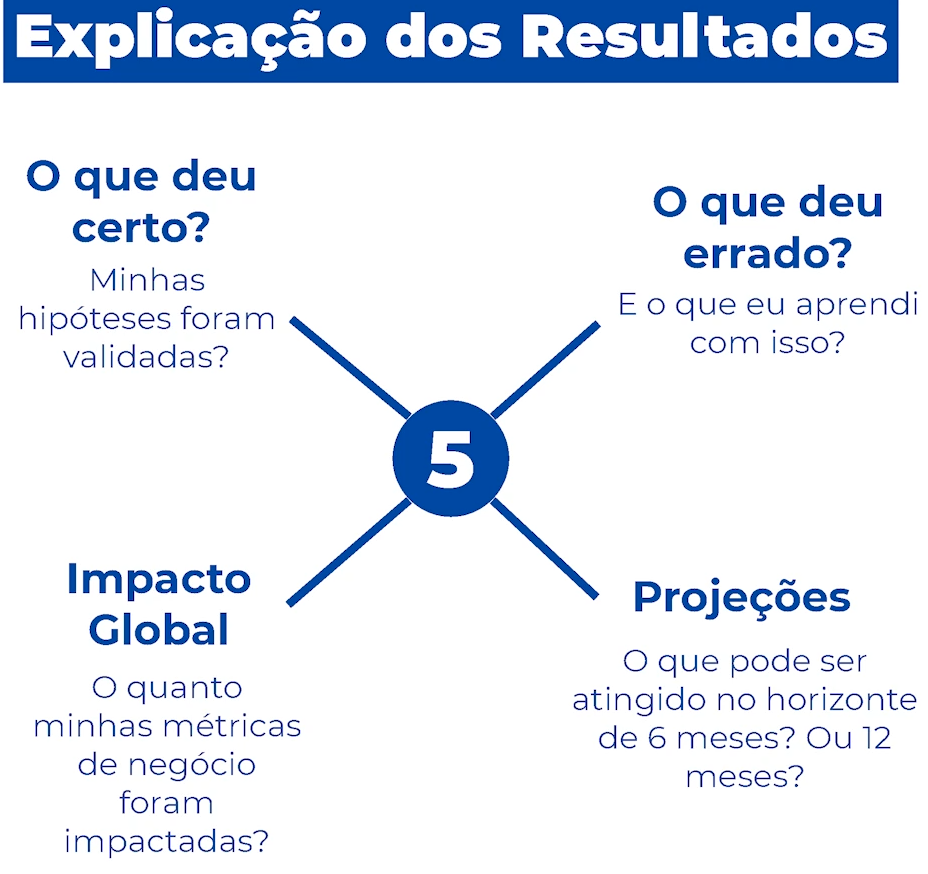 Explicação dos Resultados
O que deu
certo?
Minhas
hipóteses foram
validadas?
O que deu
errado?
E o que eu aprendi
com isso?
5
Impacto
Global
O quanto
minhas métricas
de negócio
foram
impactadas?
Projeções
O que pode ser
atingido no horizonte
de 6 meses? Ou 12
meses?